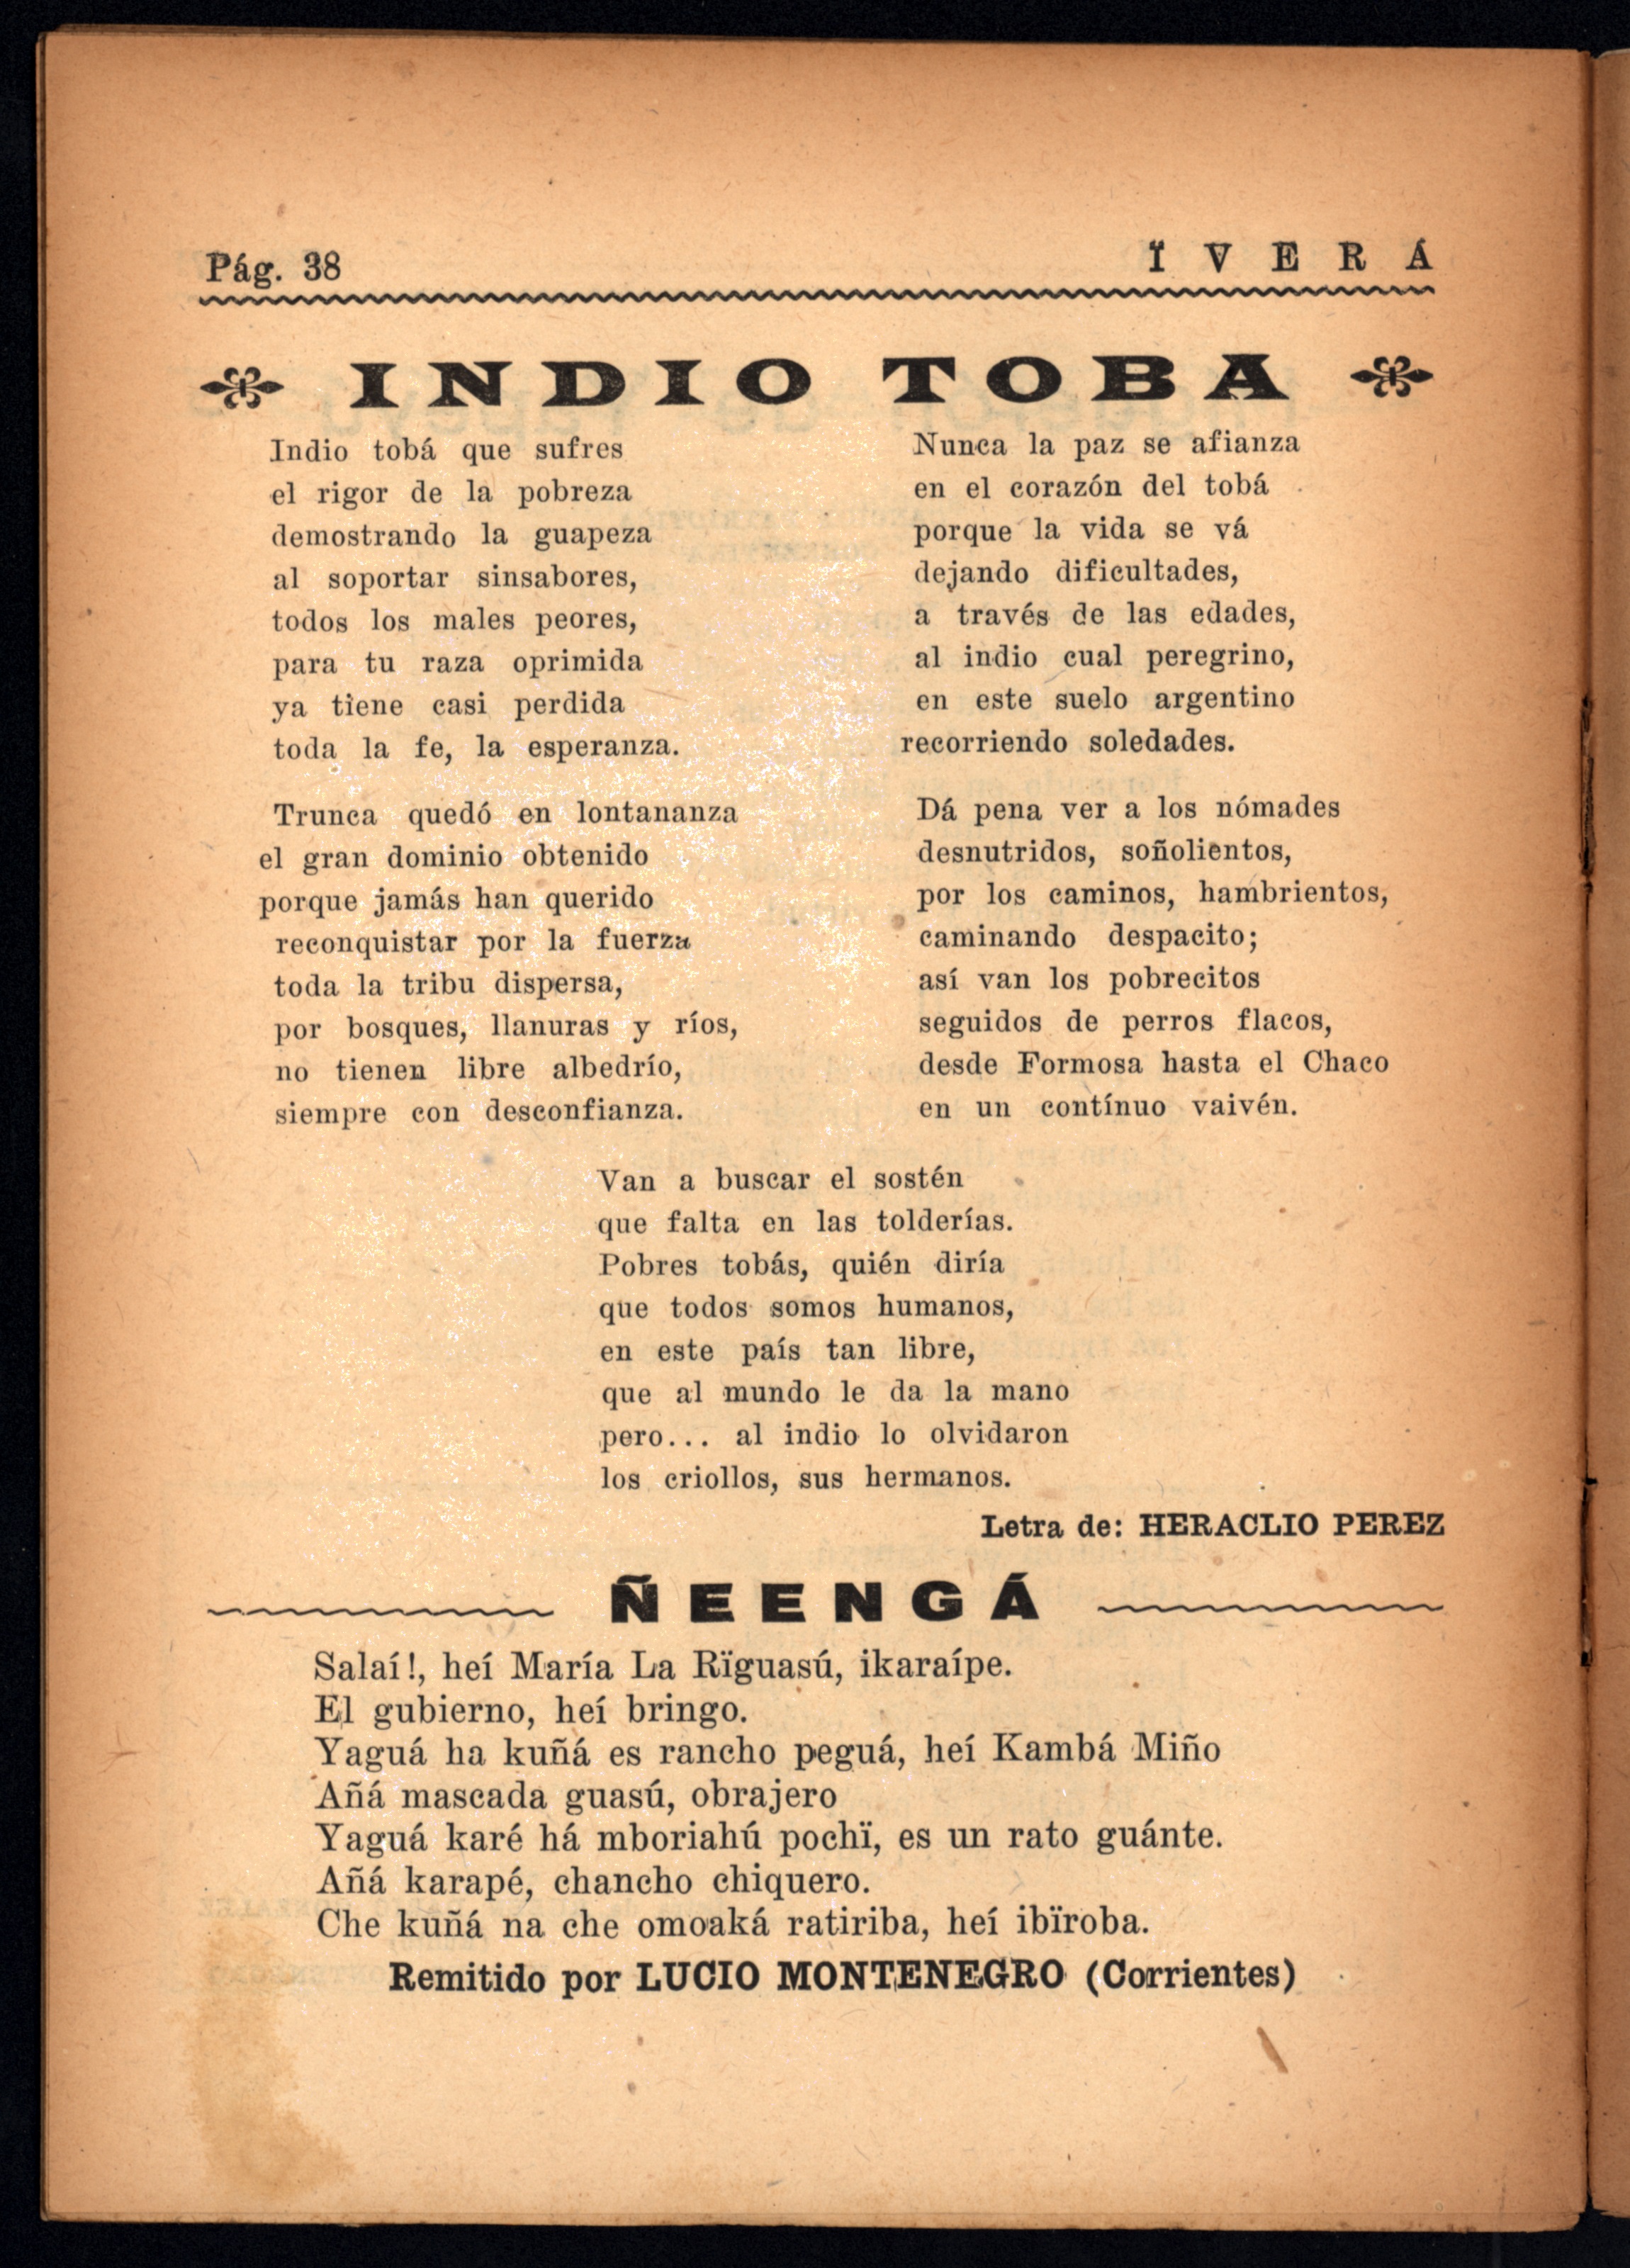 Pág. 38
Ï V E R Á
INDIO TOBA
Indio tobá que sufres
el rigor de la pobreza
demostrando la guapeza
al soportar sinsabores,
todos los males peores,
para tu raza oprimida
ya tiene casi perdida
toda la fe, la esperanza.
Trunca quedó en lontananza
el gran dominio obtenido
porque jamás han querido
reconquistar por la fuerza
toda la tribu dispersa,
por bosques, llanuras y ríos,
no tienen libre albedrío,
siempre con desconfianza.
Nunca la paz se afianza
en el corazón del tobá
porque la vida se vá
dejando dificultades,
a través de las edades,
al indio cual peregrino,
en este suelo argentino
recorriendo soledades.
Dá pena ver a los nómades
desnutridos, soñolientos,
por los caminos, hambrientos,
caminando despacito;
así van los pobrecitos
seguidos de perros flacos,
desde Formosa hasta el Chaco
en un contínuo vaivén.
Van a buscar el sostén
que falta en las tolderías.
Pobres tobás, quién diría
que todos somos humanos,
en este país tan libre,
que al mundo le da la mano
pero... al indio lo olvidaron
los criollos, sus hermanos.
Letra de: HERACLIO PEREZ
ÑEENGÁ
Salaí!, heí María La Rïguasú, ikaraípe.
El gubierno, heí bringo.
Yaguá ha kuñá es rancho peguá, heí Kambá Miño
Añá mascada guasú, obrajero
Yaguá karé há mboriahú pochï, es un rato guánte.
Añá karapé, chancho chiquero.
Che kuñá na che omoaká ratiriba, heí ibïroba.
Remitido por LUCIO MONTENEGRO (Corrientes)